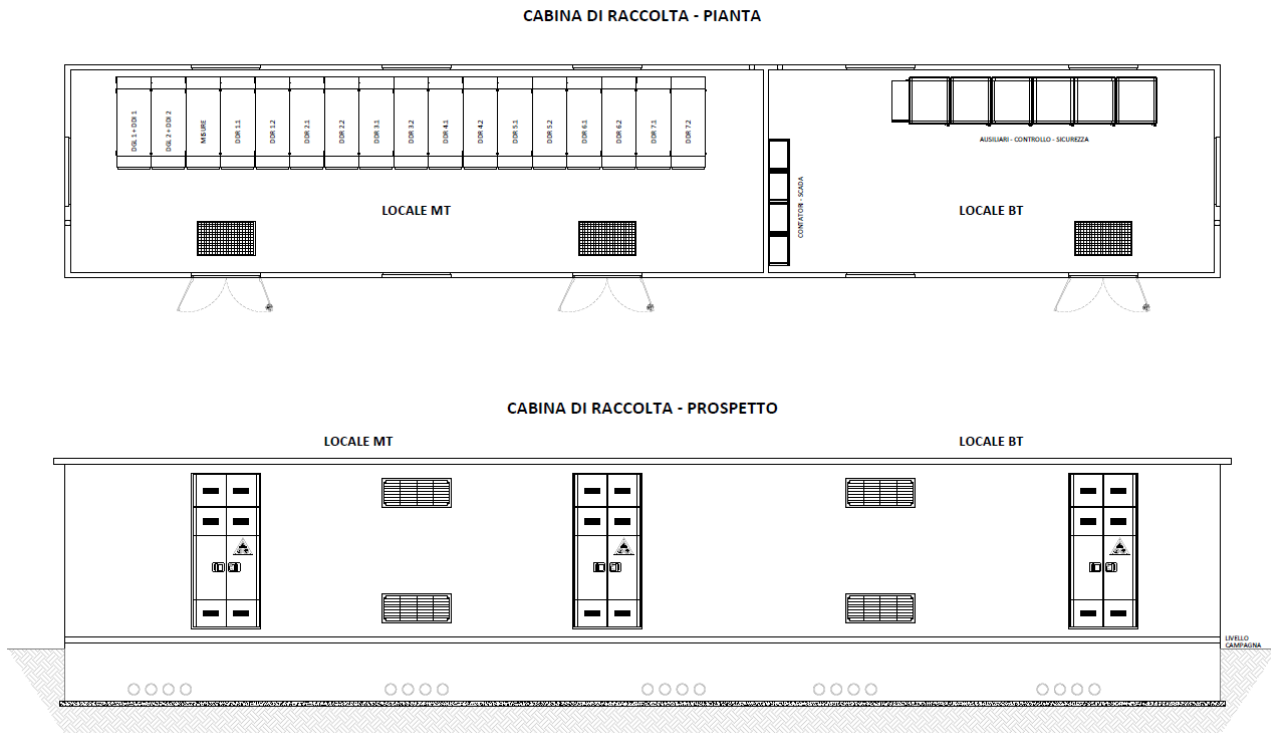 CABINA DI RACCOLTA - PIANTA
DGL 1 + DDI 1
DGL 2 + DDI 2
MISURE
DDR 1.1
DDR 1.2
DDR 2.1
DDR 2.2
DDR 3.1
DDR 3.2
DDR 4.1
DDR 4.2
DDR 5.1
DDR 5.2
DDR 6.1
DDR 6.2
DDR 7.1
DDR 7.2
AUSILIARI - CONTROLLO - SICUREZZA
CONTATORI - SCADA
LOCALE MT
LOCALE BT
CABINA DI RACCOLTA - PROSPETTO
LOCALE MT
LOCALE BT
LIVELLO
CAMPAGNA